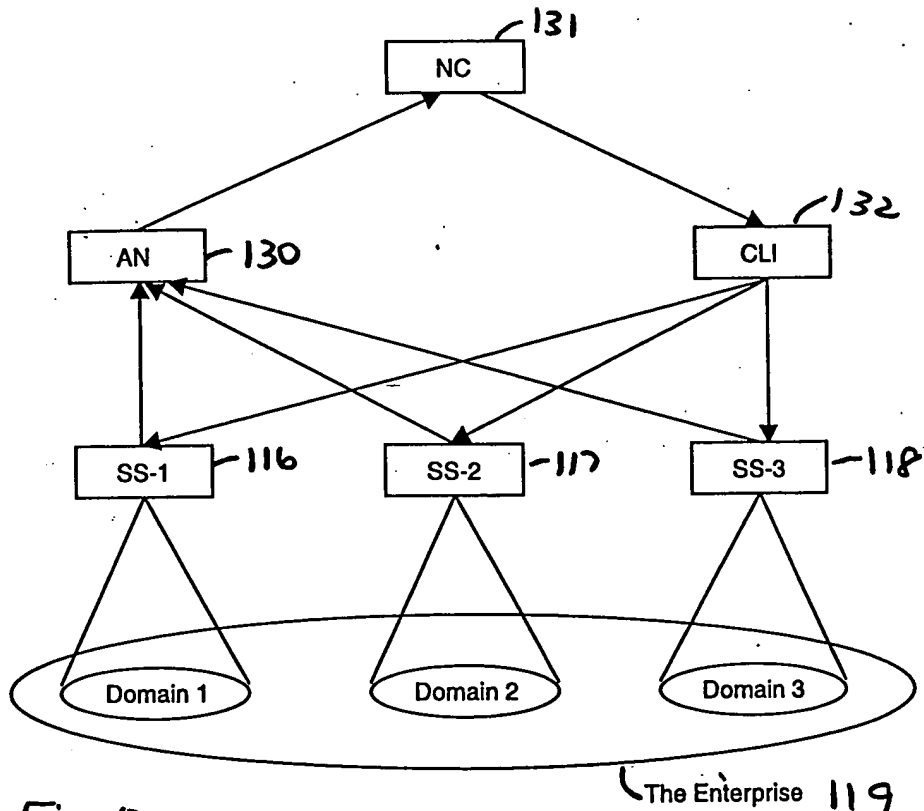 131
NC
132
AN
130
CLI
SS-1
116
SS-2
117
SS-3
118
Domain 1
Domain 2
Domain 3
The Enterprise 119